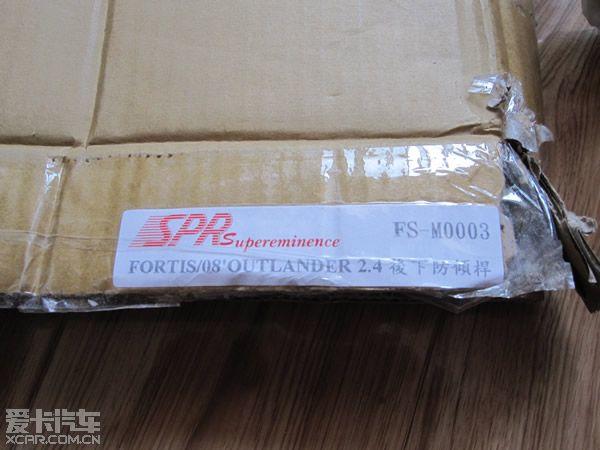 SPR Supereminence FS-M0003
FORTIS/08'OUTLANDER 2.4 後下防傾桿
爱卡汽车
XCAR.COM.CN